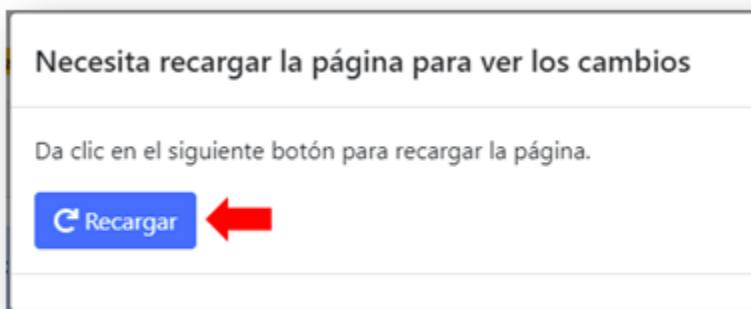 Necesita recargar la página para ver los cambios
Da clic en el siguiente botón para recargar la página.
Recargar